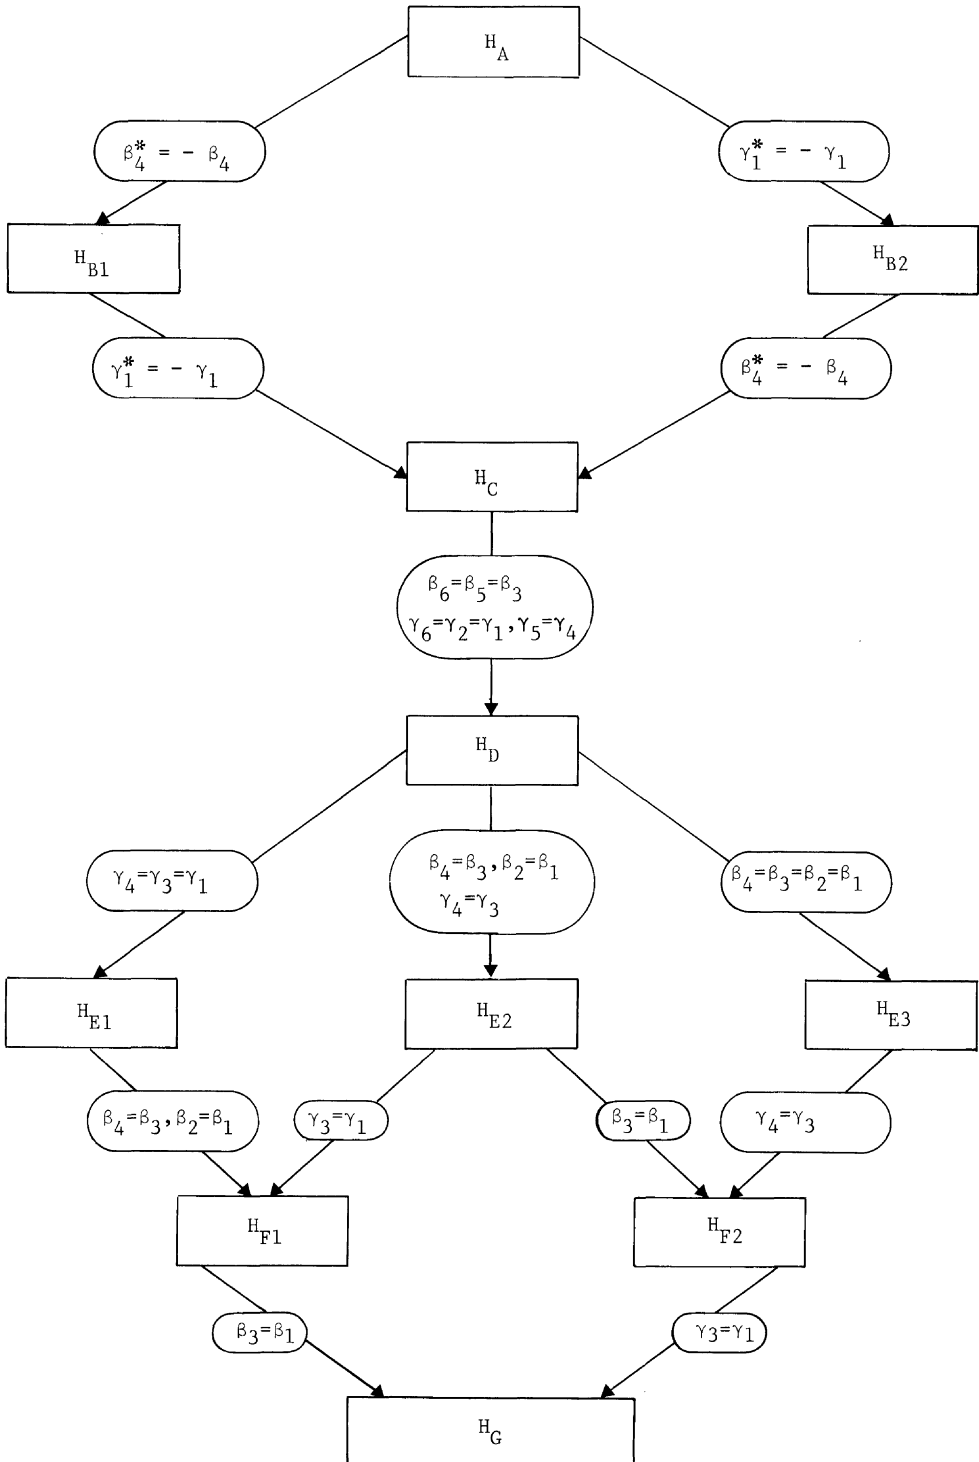 H_A
β*_4 = - β_4
γ*_1 = - γ_1
H_B1
H_B2
γ*_1 = - γ_1
β*_4 = - β_4
H_C
β_6=β_5=β_3
γ_6=γ_2=γ_1,γ_5=γ_4
H_D
γ_4=γ_3=γ_1
β_4=β_3,β_2=β_1
γ_4=γ_3
β_4=β_3=β_2=β_1
H_E1
H_E2
H_E3
β_4=β_3,β_2=β_1
γ_3=γ_1
β_3=β_1
γ_4=γ_3
H_F1
H_F2
β_3=β_1
γ_3=γ_1
H_G